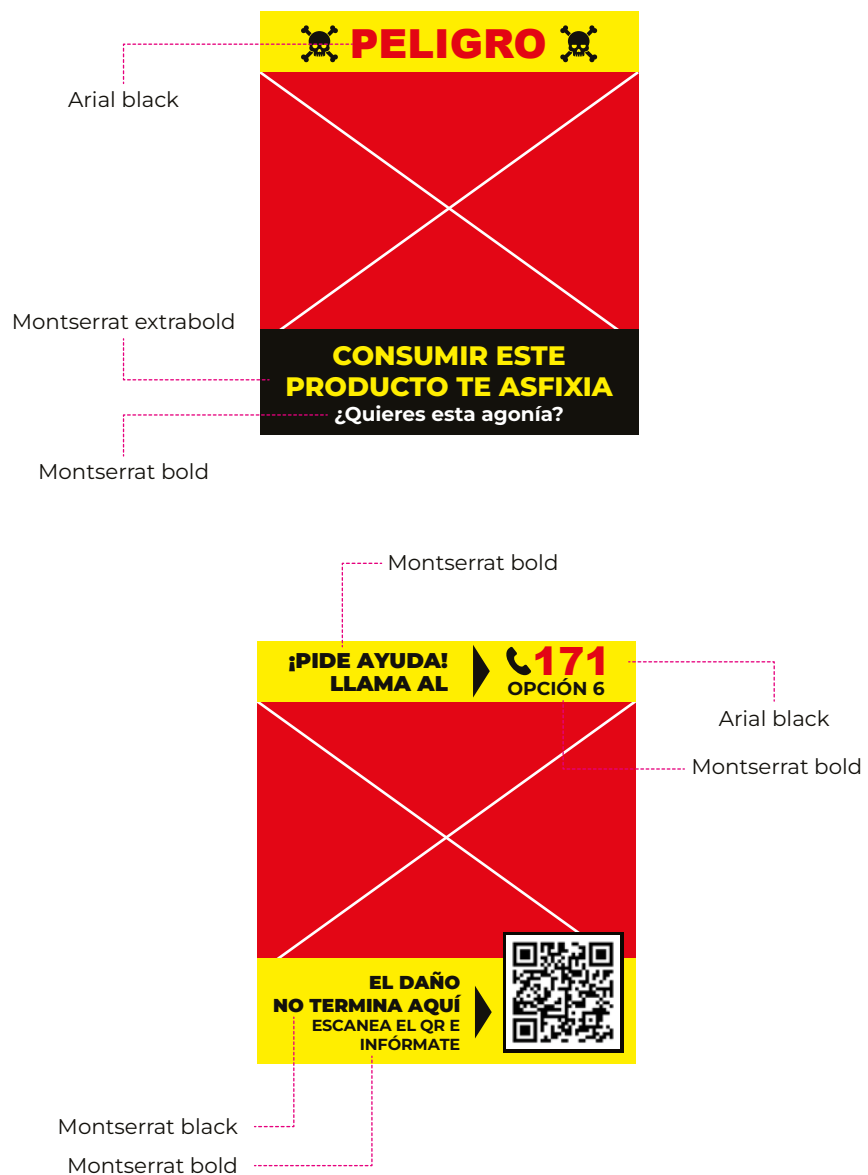 PELIGRO
Arial black
Montserrat extrabold
CONSUMIR ESTE
PRODUCTO TE ASFIXIA
¿Quieres esta agonía?
Montserrat bold
Montserrat bold
¡PIDE AYUDA!
LLAMA AL
171
OPCIÓN 6
Arial black
Montserrat bold
EL DAÑO
NO TERMINA AQUÍ
ESCANEA EL QR E
INFÓRMATE
Montserrat black
Montserrat bold